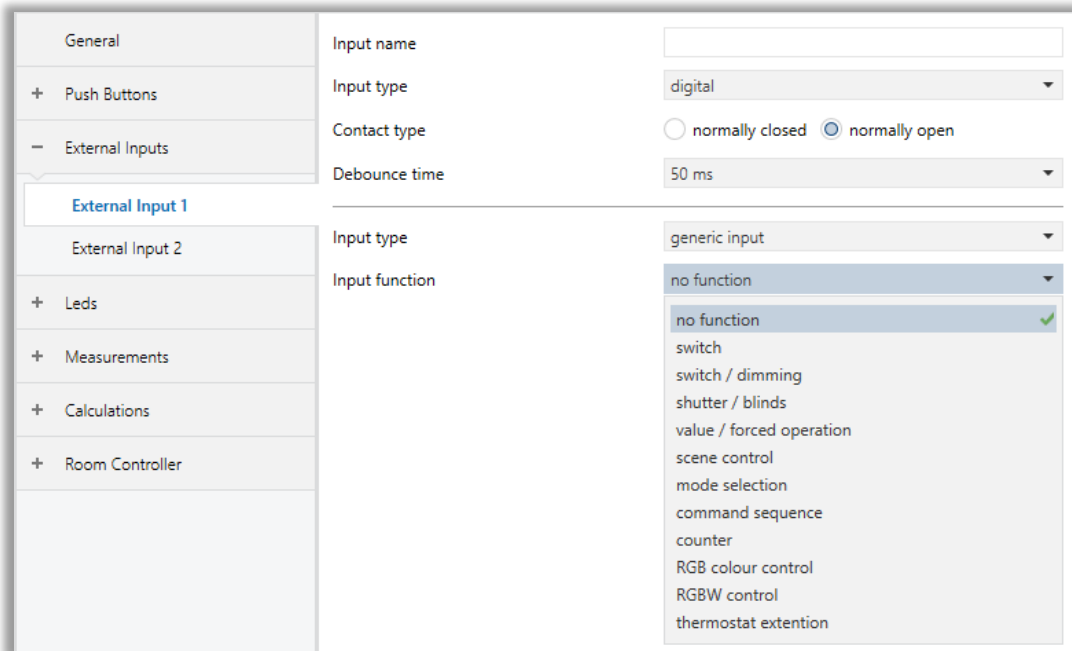 General
+ Push Buttons
− External Inputs
External Input 1
External Input 2
+ Leds
+ Measurements
+ Calculations
+ Room Controller
Input name
Input type digital
Contact type normally closed normally open
Debounce time 50 ms
Input type generic input
Input function no function
no function
switch
switch / dimming
shutter / blinds
value / forced operation
scene control
mode selection
command sequence
counter
RGB colour control
RGBW control
thermostat extention